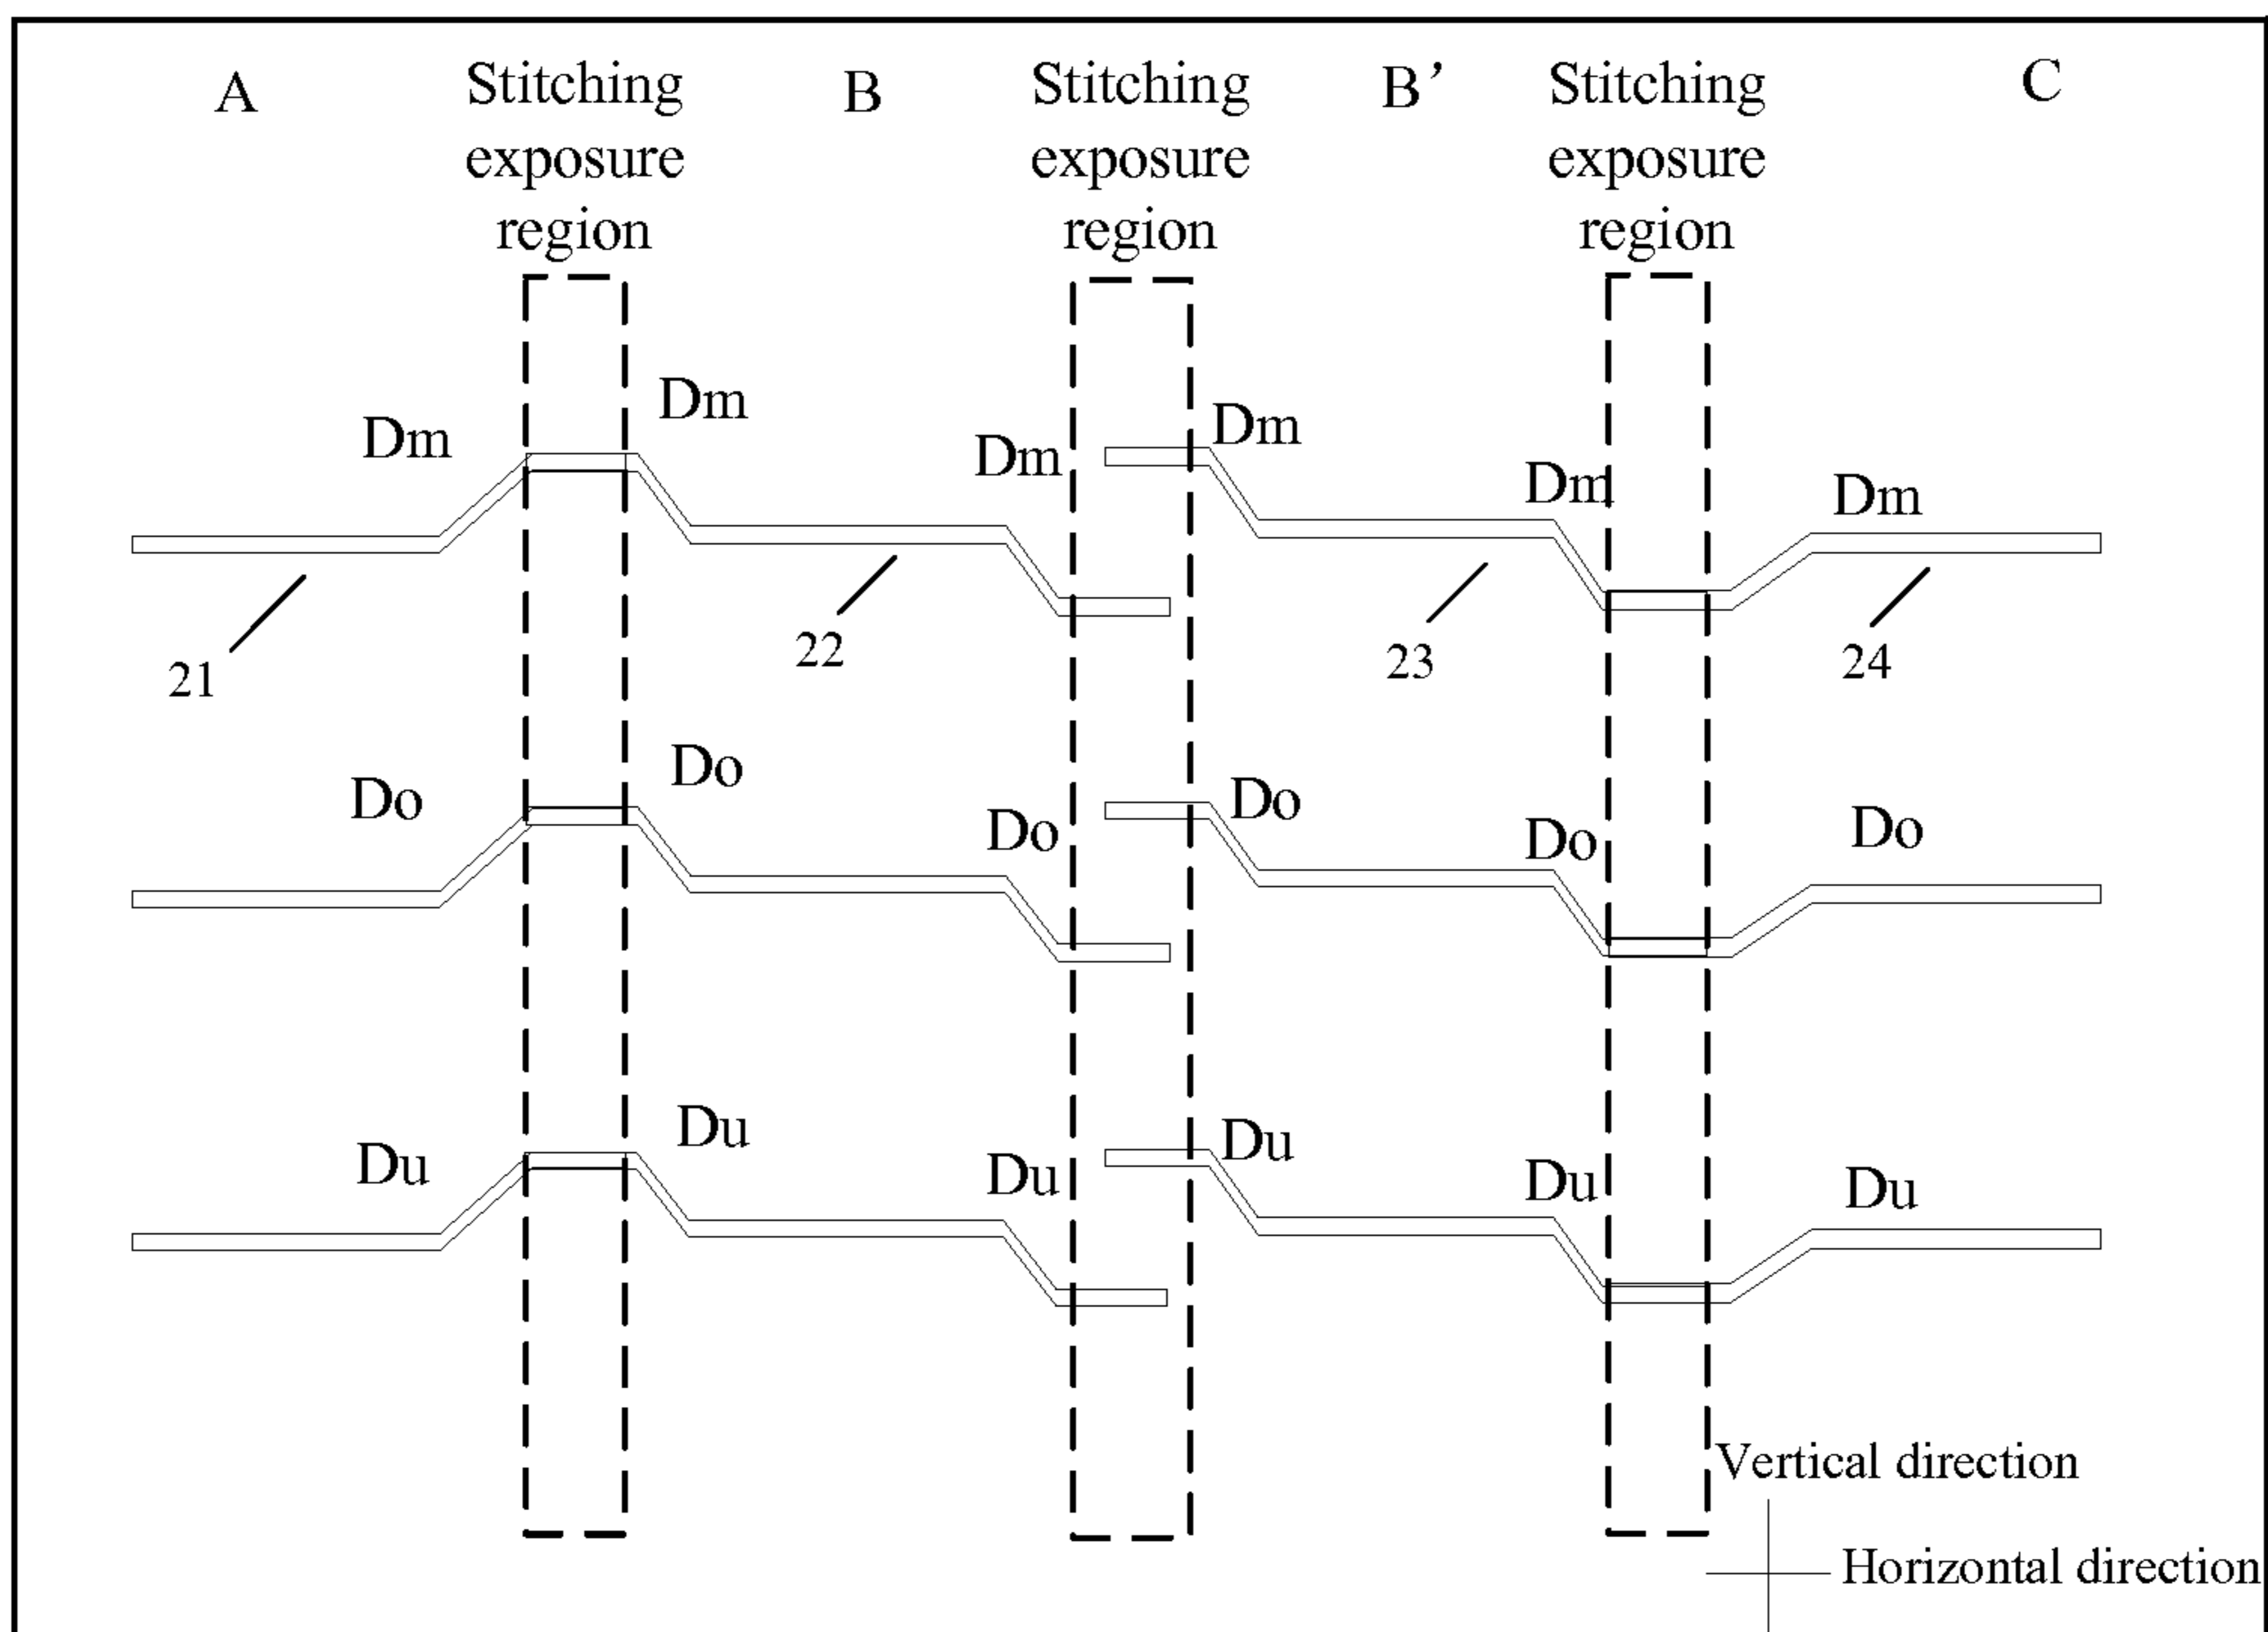 A
Stitching
exposure
region
B
Stitching
exposure
region
B’
Stitching
exposure
region
C
Dm
Dm
Dm
Dm
Dm
Dm
21
22
23
24
Do
Do
Do
Do
Do
Do
Du
Du
Du
Du
Du
Du
Vertical direction
Horizontal direction